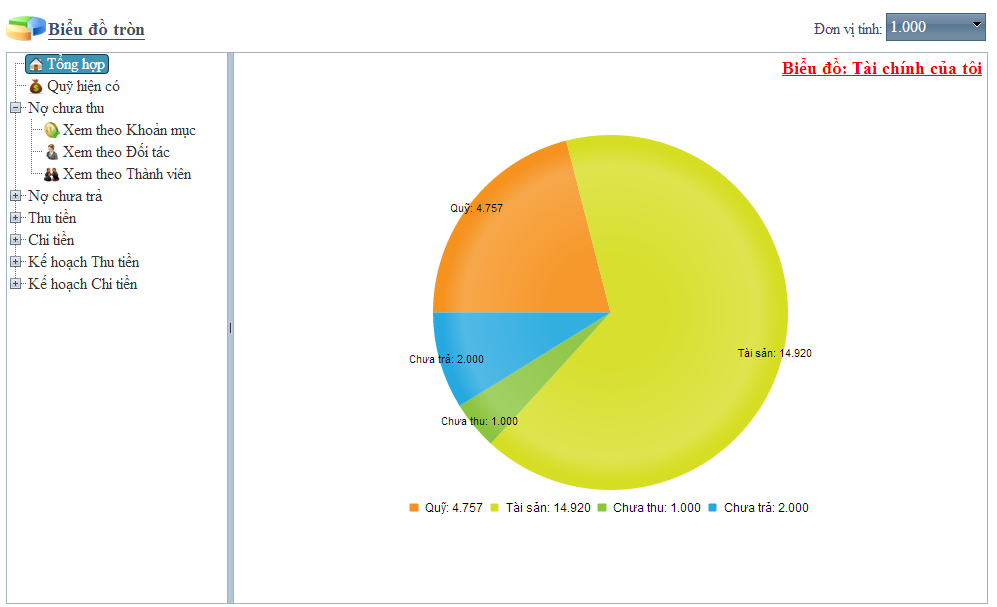 Biểu đồ tròn
Đơn vị tính: 1.000
Tổng hợp
Quỹ hiện có
Nợ chưa thu
Xem theo Khoản mục
Xem theo Đối tác
Xem theo Thành viên
Nợ chưa trả
Thu tiền
Chi tiền
Kế hoạch Thu tiền
Kế hoạch Chi tiền
Biểu đồ: Tài chính của tôi
Quỹ: 4.757
Tài sản: 14.920
Chưa trả: 2.000
Chưa thu: 1.000
Quỹ: 4.757 Tài sản: 14.920 Chưa thu: 1.000 Chưa trả: 2.000